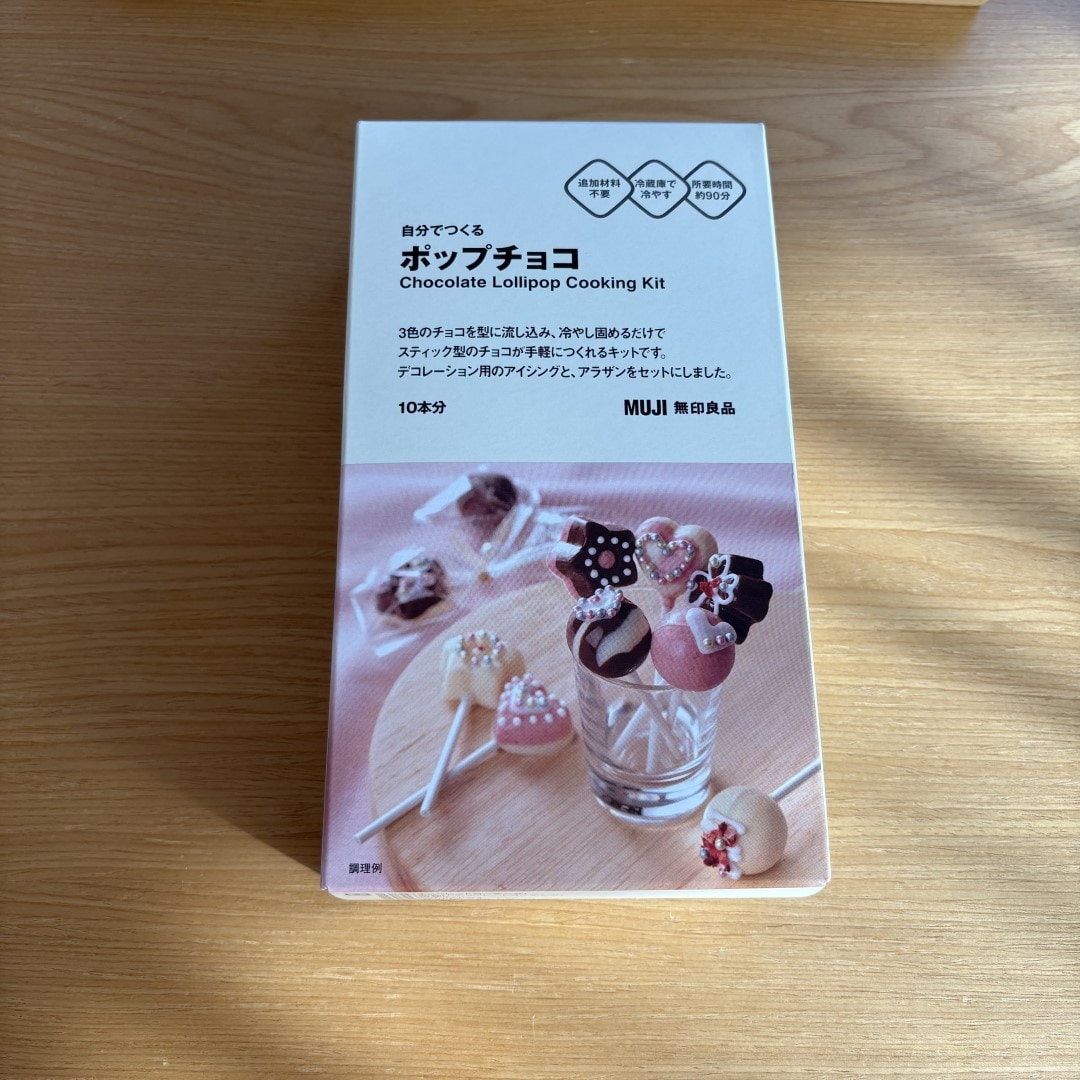 追加材料
不要
冷蔵庫で
冷やす
所要時間
約90分
自分でつくる
ポップチョコ
Chocolate Lollipop Cooking Kit
3色のチョコを型に流し込み、冷やし固めるだけで
スティック型のチョコが手軽につくれるキットです。
デコレーション用のアイシングと、アラザンをセットにしました。
10本分
MUJI 無印良品
調理例